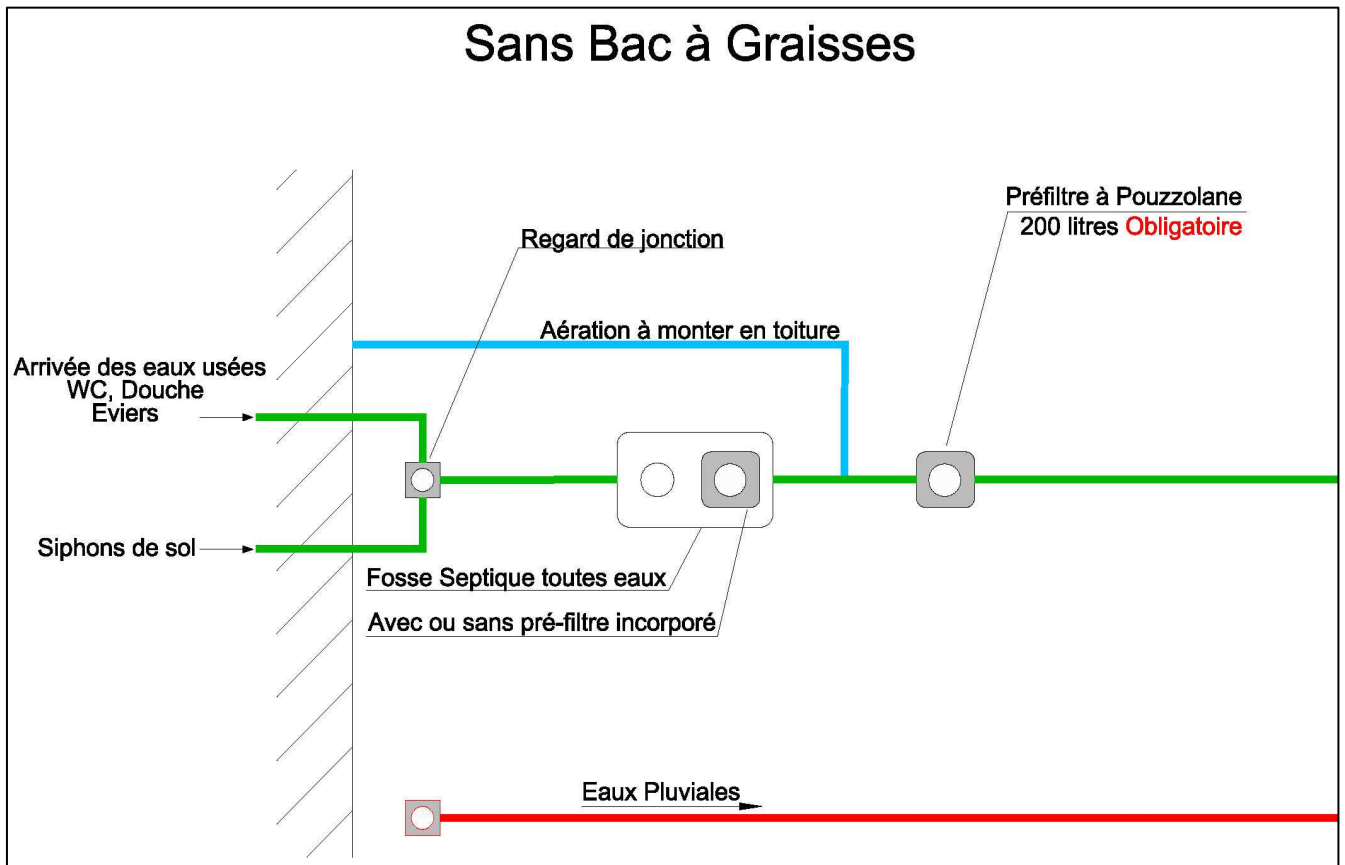 Sans Bac à Graisses
Préfiltre à Pouzzolane
200 litres Obligatoire
Regard de jonction
Aération à monter en toiture
Arrivée des eaux usées
WC, Douche
Eviers
Siphons de sol
Fosse Septique toutes eaux
Avec ou sans pré-filtre incorporé
Eaux Pluviales